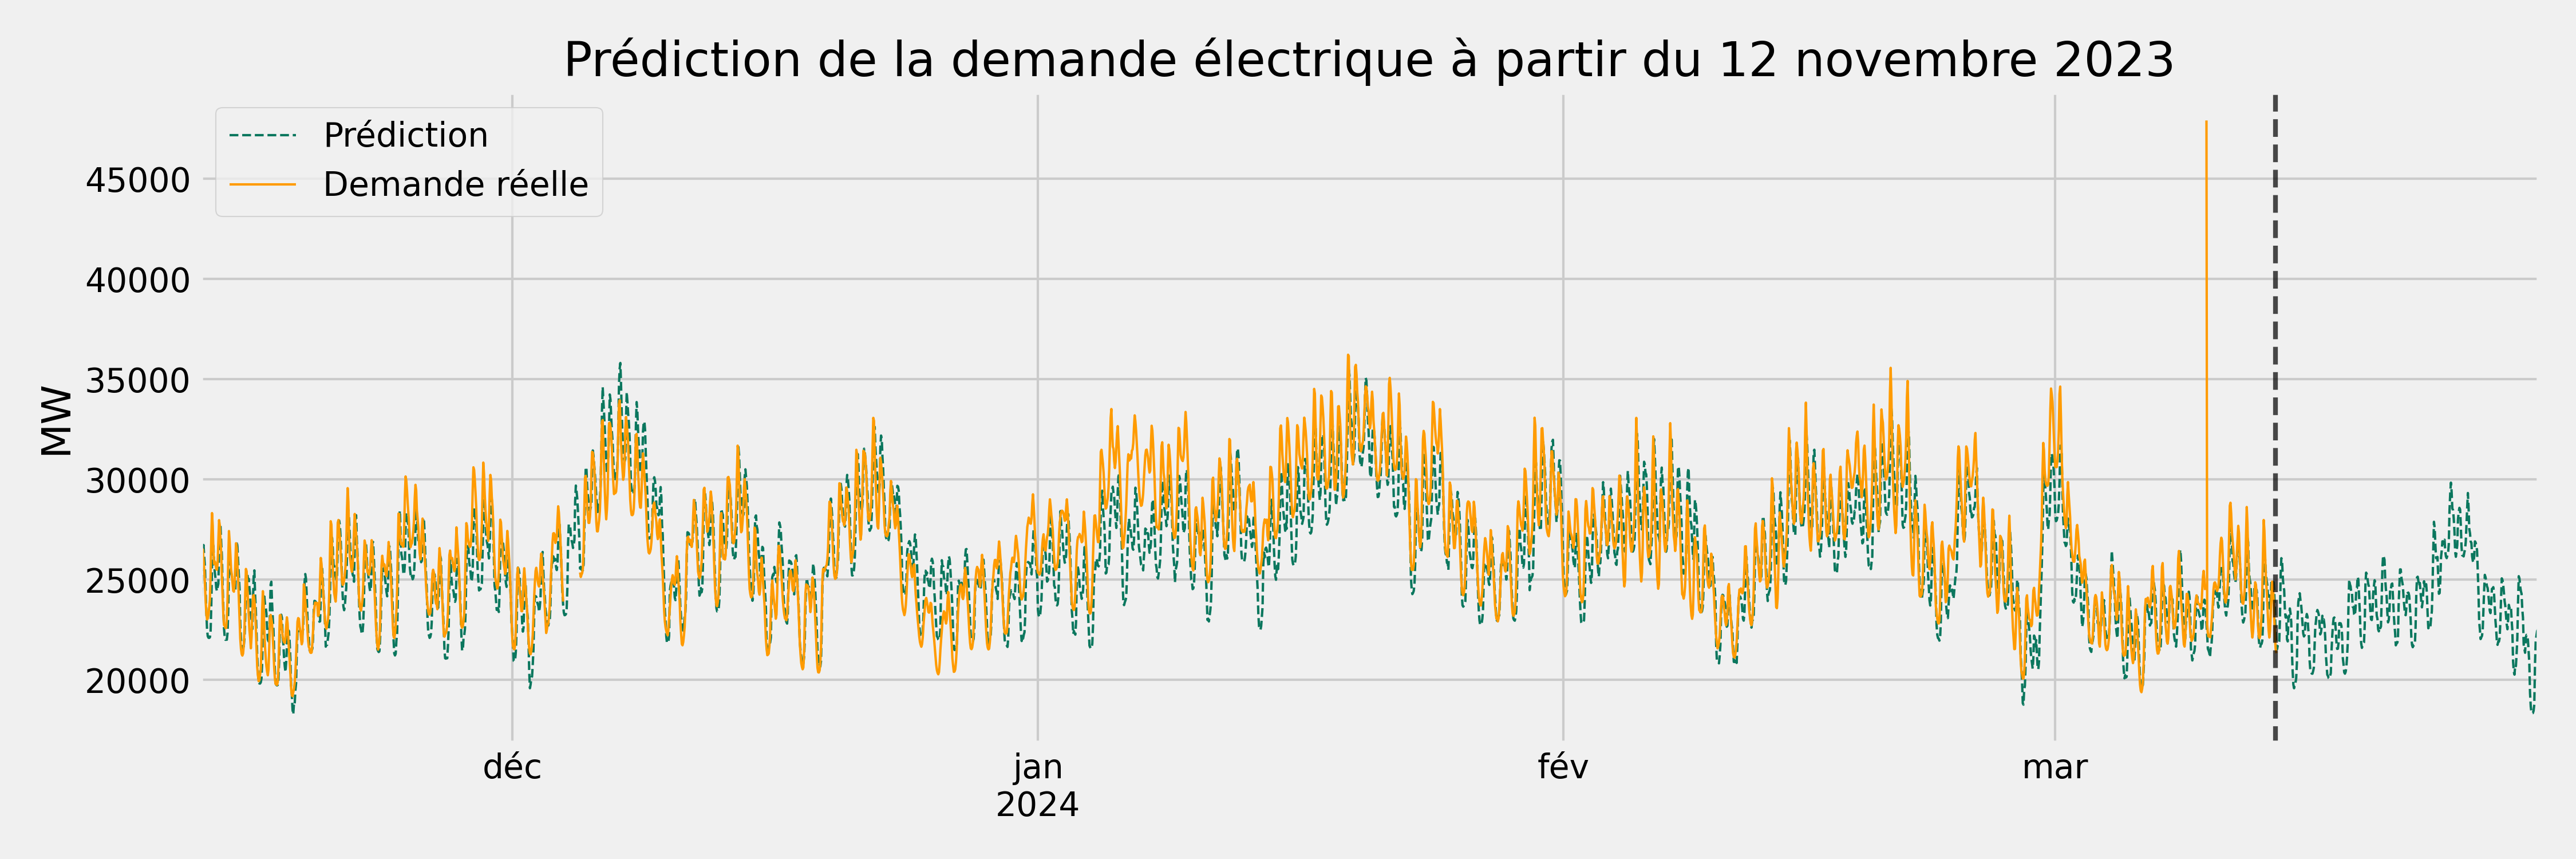 Prédiction de la demande électrique à partir du 12 novembre 2023
Prédiction
Demande réelle
MW
45000
40000
35000
30000
25000
20000
déc
jan
2024
fév
mar